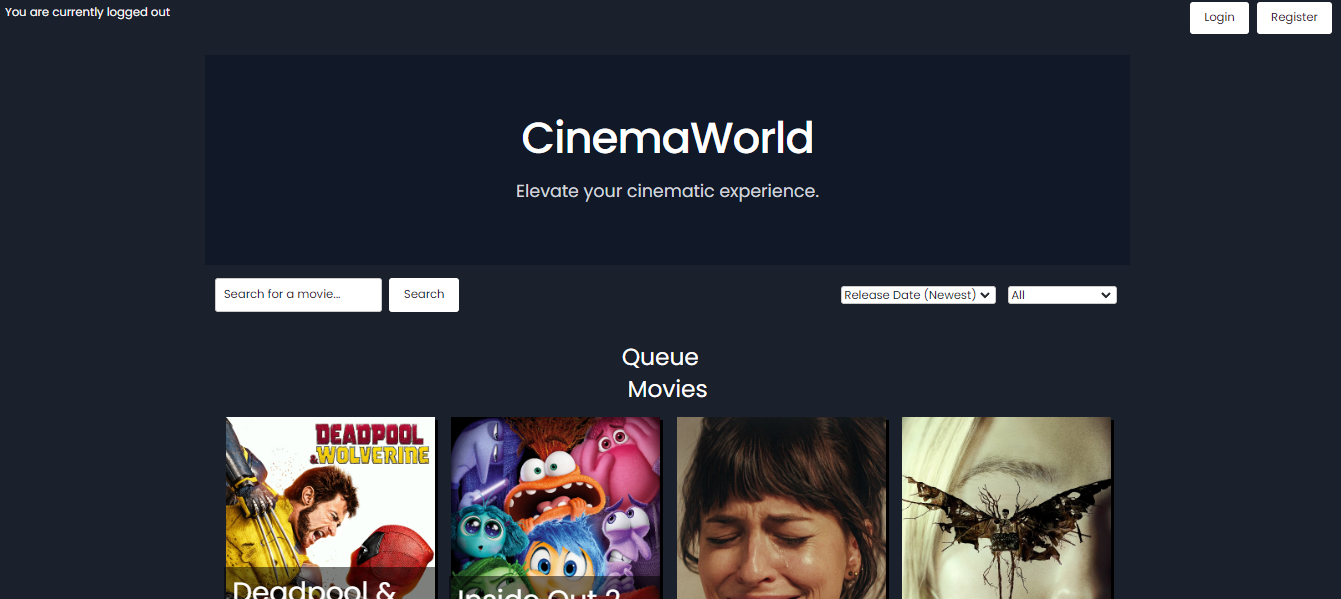 You are currently logged out
Login
Register
CinemaWorld
Elevate your cinematic experience.
Search for a movie...
Search
Release Date (Newest)
All
Queue
Movies
DEADPOOL
& WOLVERINE
Deadpool &
Inside Out 2